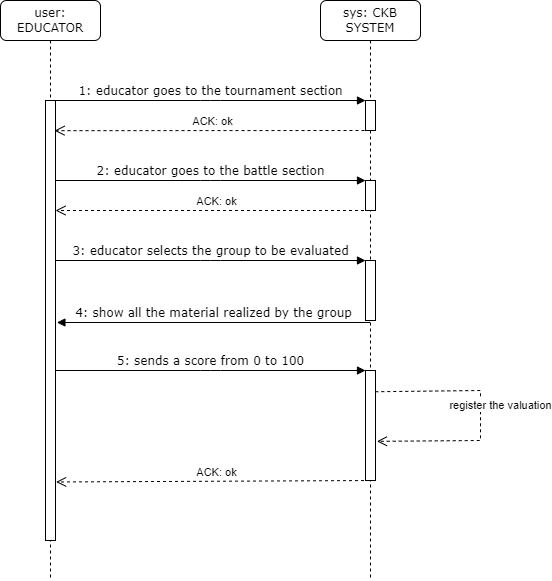 user:
EDUCATOR
sys: CKB
SYSTEM
1: educator goes to the tournament section
ACK: ok
2: educator goes to the battle section
ACK: ok
3: educator selects the group to be evaluated
4: show all the material realized by the group
5: sends a score from 0 to 100
register the valuation
ACK: ok